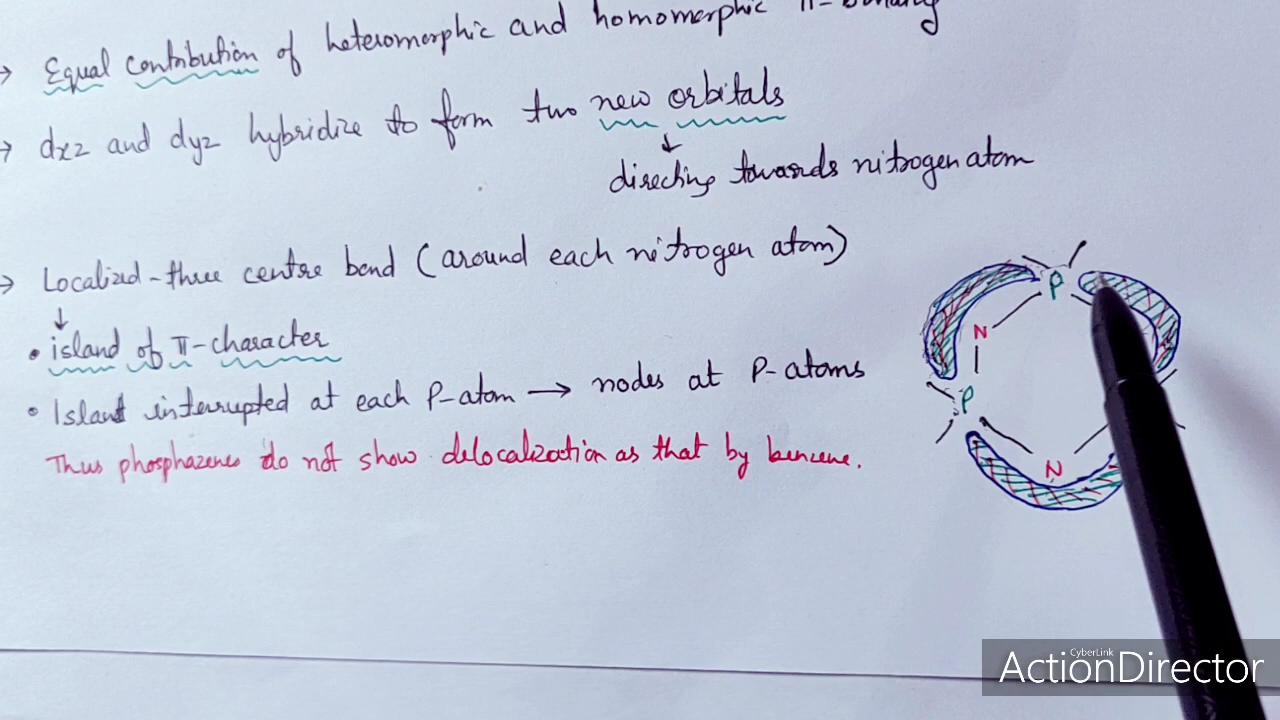 → Equal contribution of heteromorphic and homomorphic π-bonding
→ dxz and dyz hybridize to form two new orbitals
↓
directing towards nitrogen atom
→ Localized-three centre bond (around each nitrogen atom)
↓
• island of π-character
• Island interrupted at each P-atom → nodes at P-atoms
Thus phosphazenes do not show delocalization as that by benzene.
P
N
P
N
CyberLink
ActionDirector